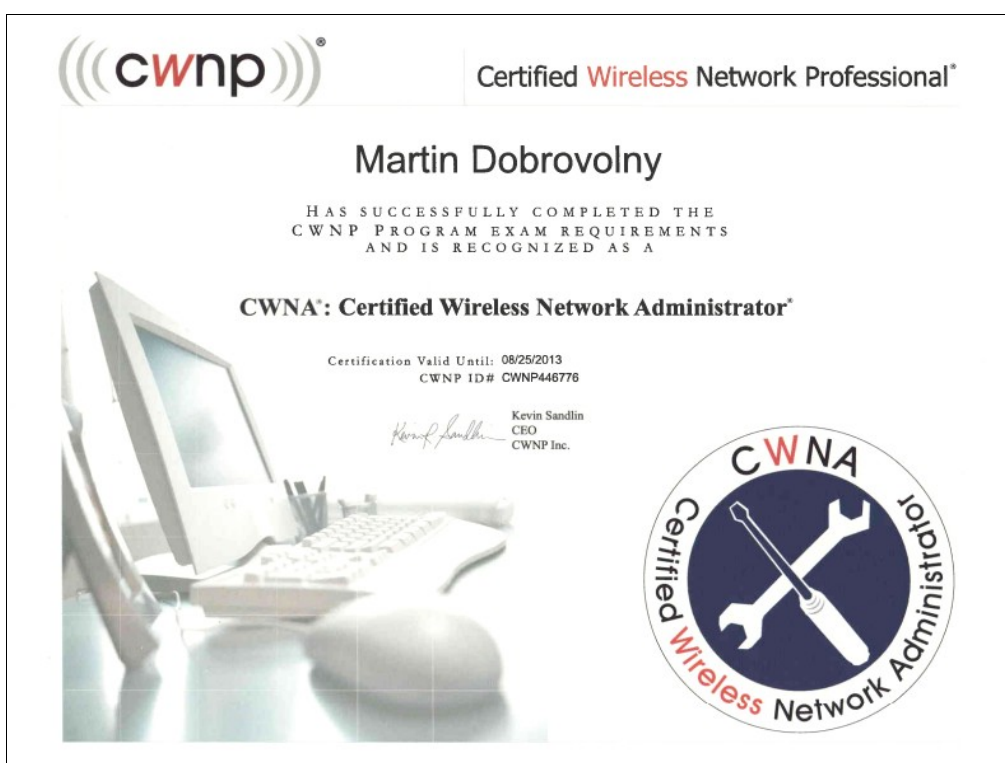 (((cwnp)))®
Certified Wireless Network Professional®
Martin Dobrovolny
HAS SUCCESSFULLY COMPLETED THE
CWNP PROGRAM EXAM REQUIREMENTS
AND IS RECOGNIZED AS A
CWNA®: Certified Wireless Network Administrator®
Certification Valid Until: 08/25/2013
CWNP ID# CWNP446776
Kevin R Sandlin
Kevin Sandlin
CEO
CWNP Inc.
CWNA
Certified Wireless Network Administrator